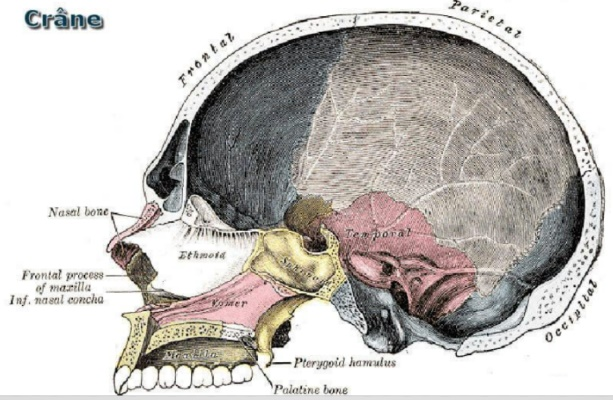 Crâne
Parietal
Frontal
Nasal bone
Temporal
Ethmoid
Frontal process
of maxilla
Inf. nasal concha
Vomer
Occipital
Maxilla
Pterygoid hamulus
Palatine bone